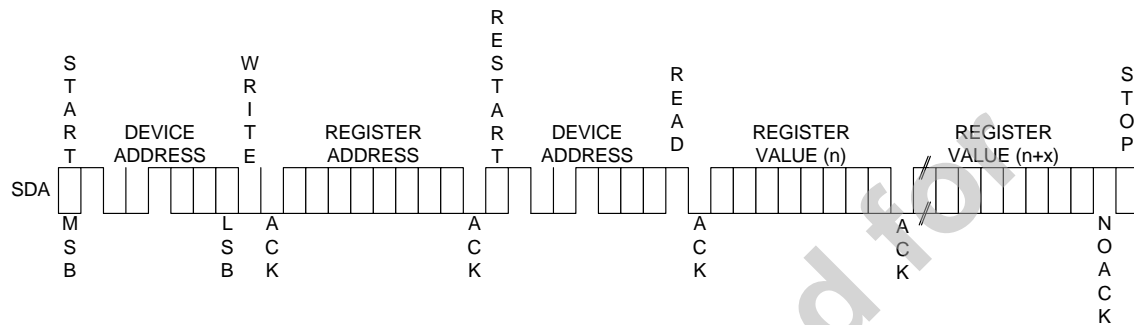 START
DEVICE
ADDRESS
WRITE
REGISTER
ADDRESS
RESTART
DEVICE
ADDRESS
READ
REGISTER
VALUE (n)
REGISTER
VALUE (n+x)
STOP
SDA
MSB
LSB
ACK
ACK
ACK
ACK
NOACK
d for